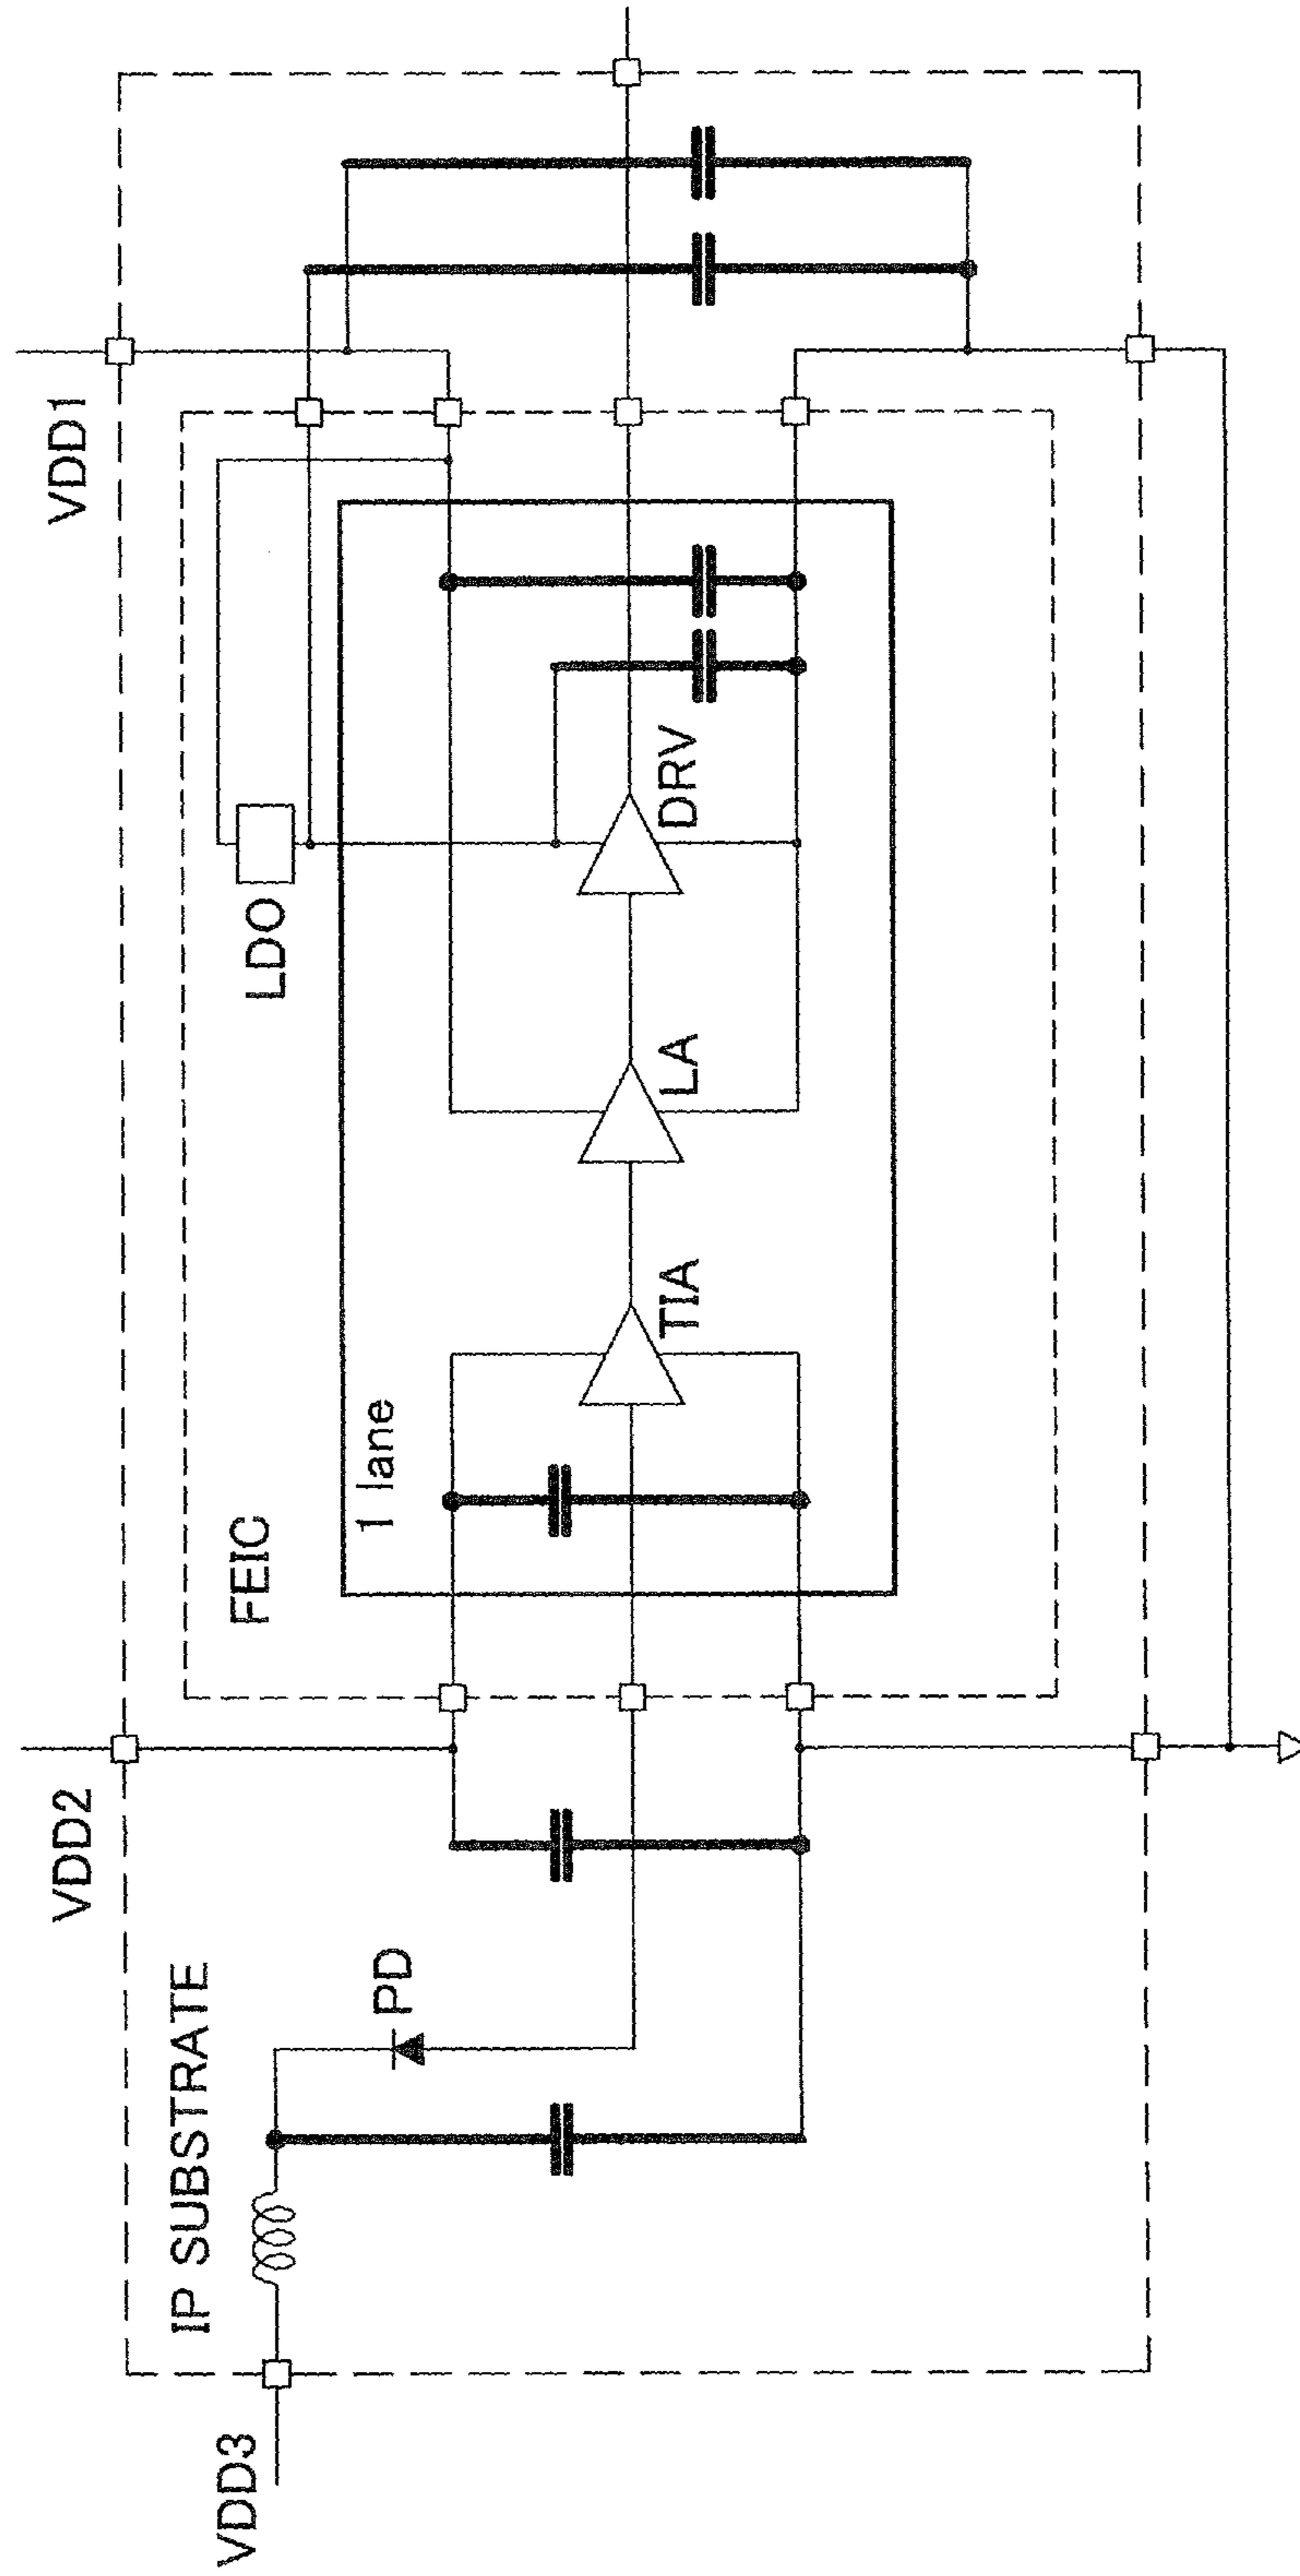 VDD3
IP SUBSTRATE
VDD2
PD
FEIC
1 lane
TIA
LA
LDO
DRV
VDD1